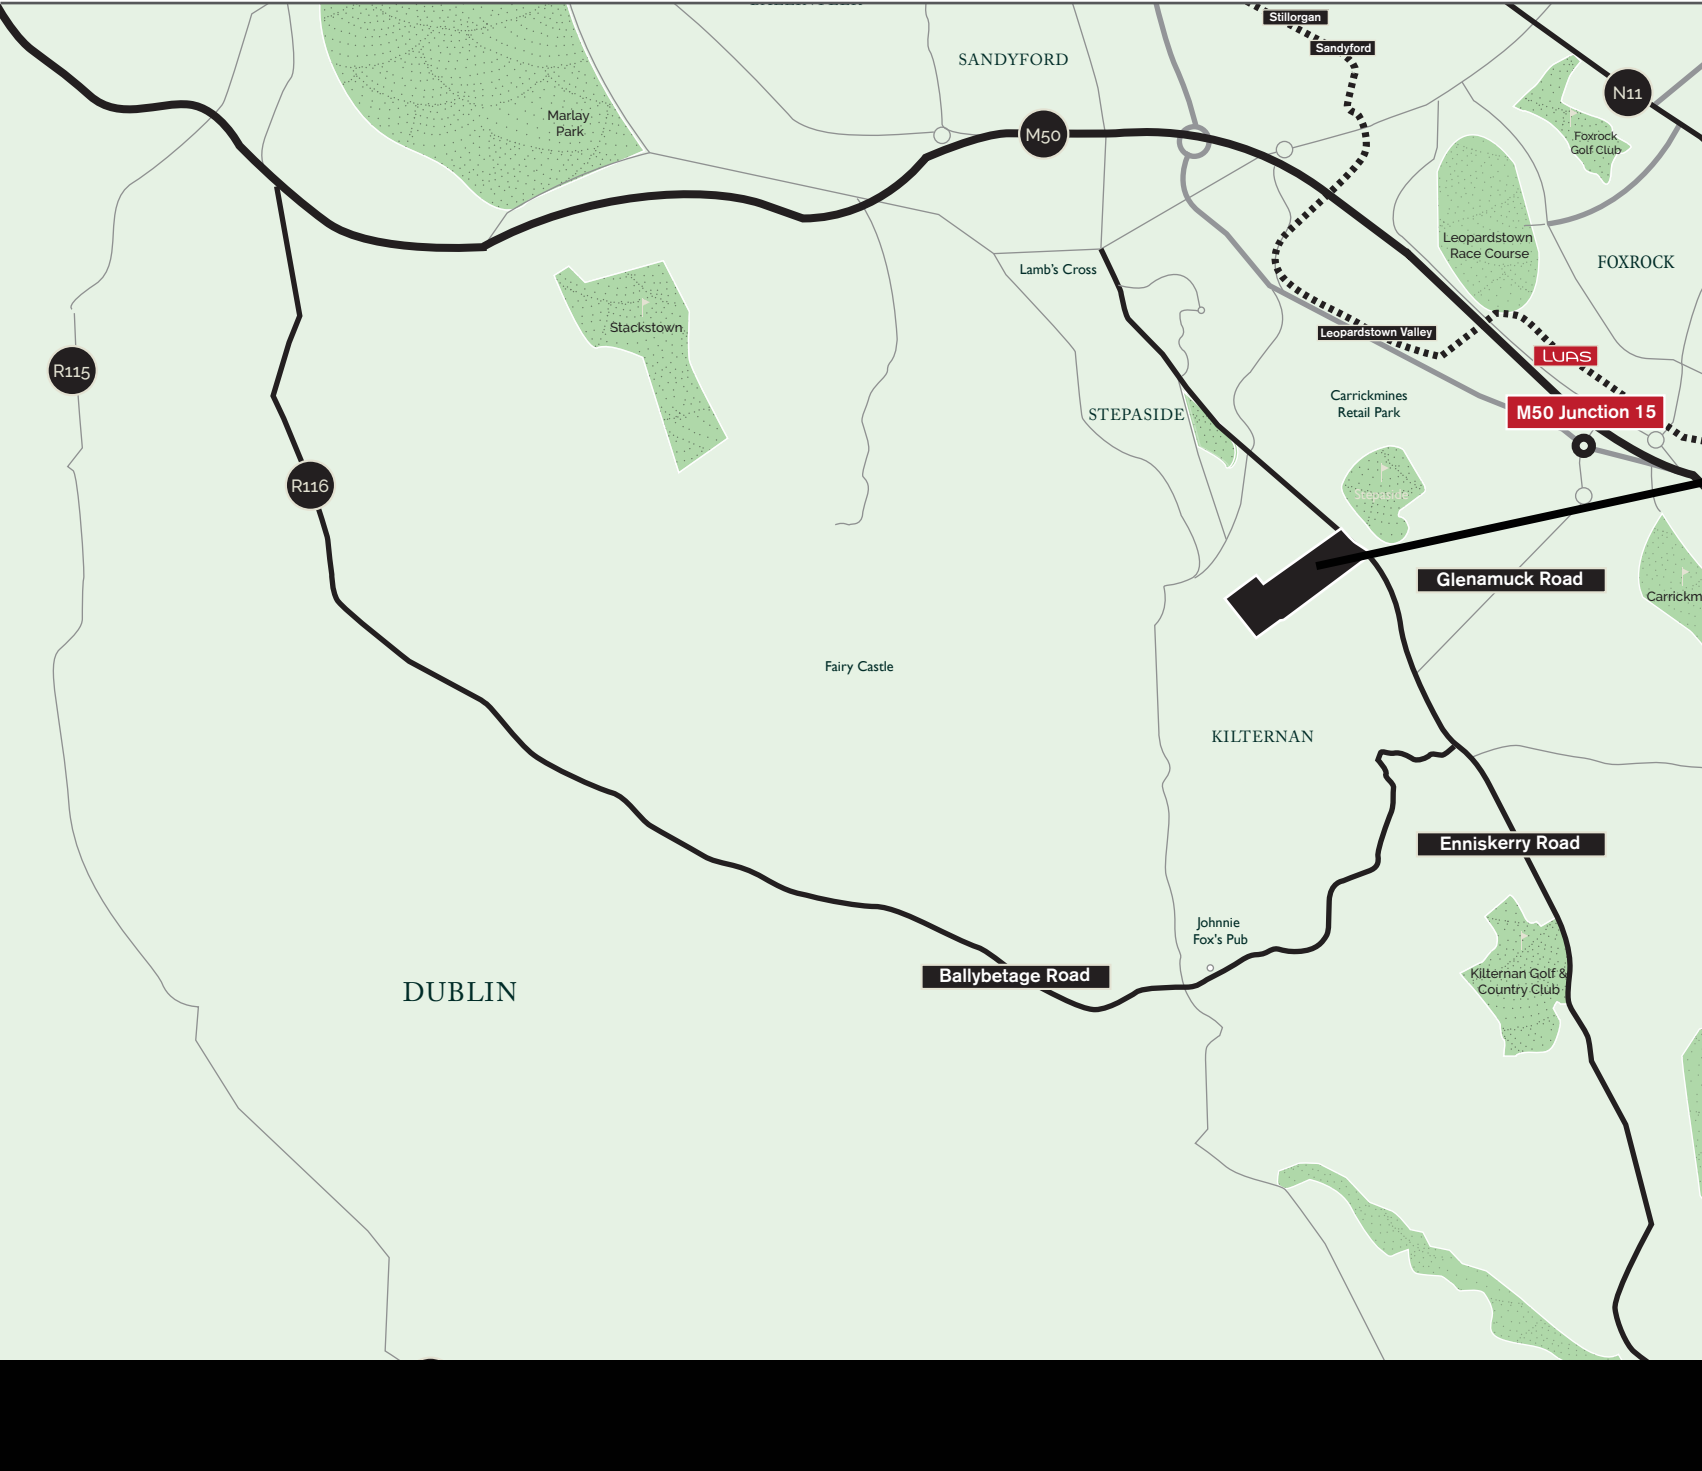 Stillorgan
Sandyford
SANDYFORD
N11
Marlay
Park
M50
Foxrock
Golf Club
Leopardstown
Race Course
FOXROCK
Lamb's Cross
Stackstown
Leopardstown Valley
LUAS
R115
Carrickmines
Retail Park
M50 Junction 15
STEPASIDE
R116
Stepaside
Glenamuck Road
Carrickm
Fairy Castle
KILTERNAN
Enniskerry Road
Johnnie
Fox's Pub
Ballybetage Road
Kilternan Golf &
Country Club
DUBLIN